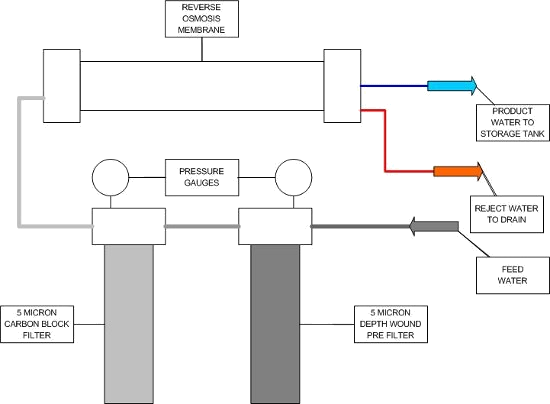 REVERSE
OSMOSIS
MEMBRANE
PRODUCT
WATER TO
STORAGE TANK
PRESSURE
GAUGES
REJECT WATER
TO DRAIN
FEED
WATER
5 MICRON
CARBON BLOCK
FILTER
5 MICRON
DEPTH WOUND
PRE FILTER